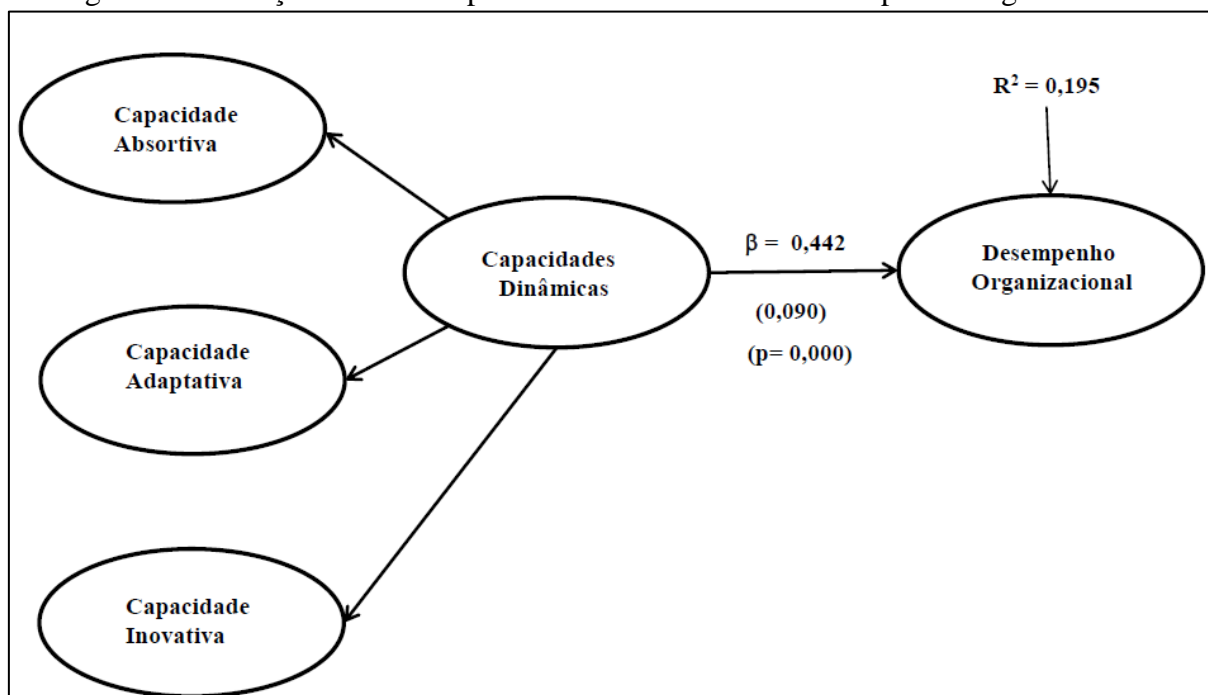 Capacidade
Absortiva
R² = 0,195
Capacidades
Dinâmicas
β = 0,442
(0,090)
(p= 0,000)
Desempenho
Organizacional
Capacidade
Adaptativa
Capacidade
Inovativa